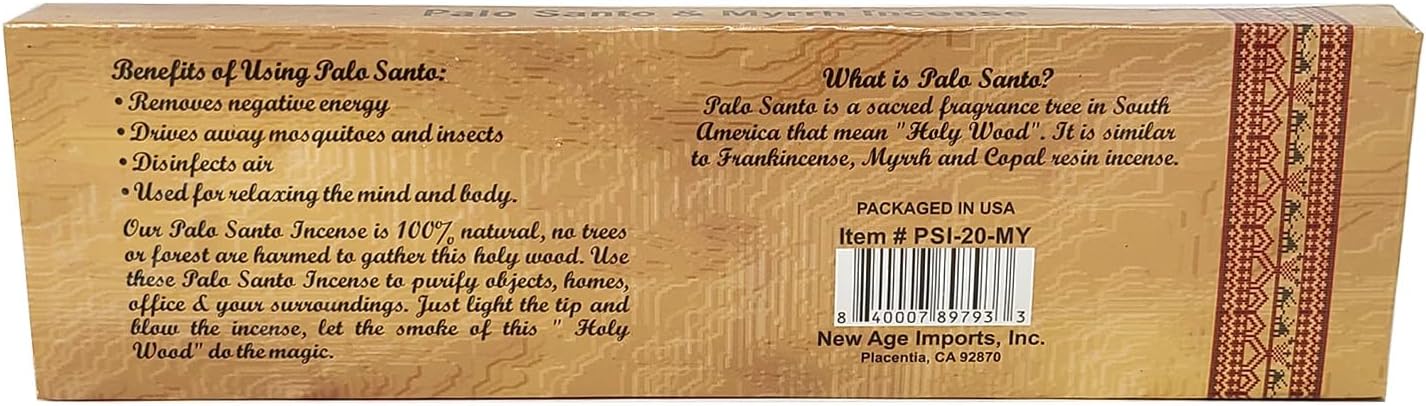 Palo Santo & Myrrh Incense
Benefits of Using Palo Santo:
• Removes negative energy
• Drives away mosquitoes and insects
• Disinfects air
• Used for relaxing the mind and body.
Our Palo Santo Incense is 100% natural, no trees
or forest are harmed to gather this holy wood. Use
these Palo Santo Incense to purify objects, homes,
office & your surroundings. Just light the tip and
blow the incense, let the smoke of this " Holy
Wood" do the magic.
What is Palo Santo?
Palo Santo is a sacred fragrance tree in South
America that mean "Holy Wood". It is similar
to Frankincense, Myrrh and Copal resin incense.
PACKAGED IN USA
Item # PSI-20-MY
8 40007 89793 3
New Age Imports, Inc.
Placentia, CA 92870